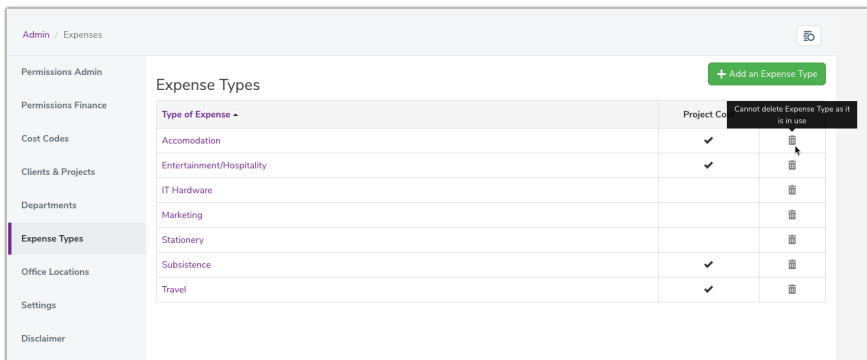 Admin / Expenses
Permissions Admin
Permissions Finance
Cost Codes
Clients & Projects
Departments
Expense Types
Office Locations
Settings
Disclaimer
Expense Types
+ Add an Expense Type
Type of Expense
Project Cos
Cannot delete Expense Type as it
is in use
Accomodation
Entertainment/Hospitality
IT Hardware
Marketing
Stationery
Subsistence
Travel